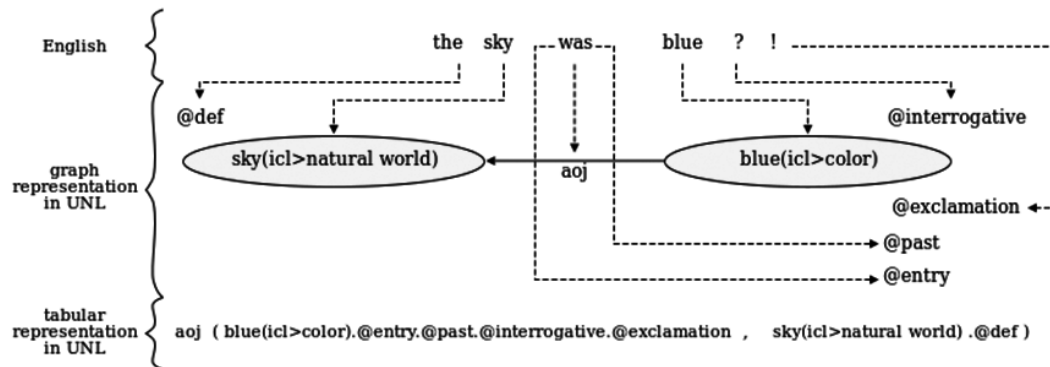 English
the sky was blue ? !
@def
@interrogative
sky(icl>natural world)
blue(icl>color)
aoj
graph
representation
in UNL
@exclamation
@past
@entry
tabular
representation
in UNL
aoj ( blue(icl>color).@entry.@past.@interrogative.@exclamation , sky(icl>natural world) .@def )